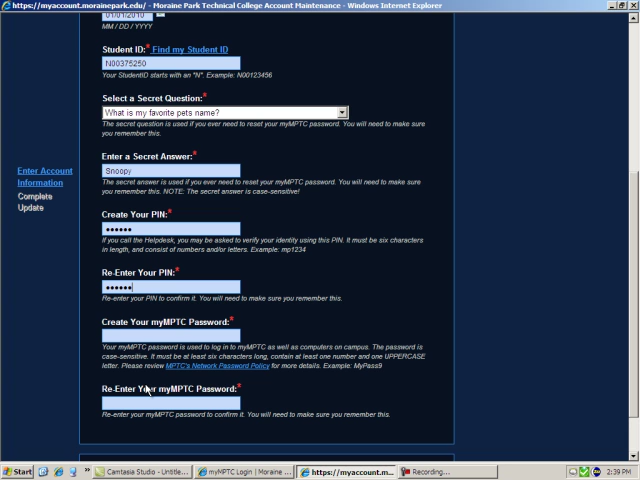 https://myaccount.morainepark.edu/ - Moraine Park Technical College Account Maintenance - Windows Internet Explorer
01/01/2010
MM / DD / YYYY
Student ID:* Find my Student ID
N00375250
Your StudentID starts with an "N". Example: N00123456
Select a Secret Question:*
What is my favorite pets name?
The secret question is used if you ever need to reset your myMPTC password. You will need to make sure
you remember this.
Enter Account
Information
Complete
Update
Enter a Secret Answer:*
Snoopy
The secret answer is used if you ever need to reset your myMPTC password. You will need to make sure
you remember this. NOTE: The secret answer is case-sensitive!
Create Your PIN:*
If you call the Helpdesk, you may be asked to verify your identity using this PIN. It must be six characters
in length, and consist of numbers and/or letters. Example: mp1234
Re-Enter Your PIN:*
Re-enter your PIN to confirm it. You will need to make sure you remember this.
Create Your myMPTC Password:*
Your myMPTC password is used to log in to myMPTC as well as computers on campus. The password is
case-sensitive. It must be at least six characters long, contain at least one number and one UPPERCASE
letter. Please review MPTC's Network Password Policy for more details. Example: MyPass9
Re-Enter Your myMPTC Password:*
Re-enter your myMPTC password to confirm it. You will need to make sure you remember this.
Start
Camtasia Studio - Untitle...
myMPTC Login | Moraine ...
https://myaccount.m...
Recording...
2:39 PM